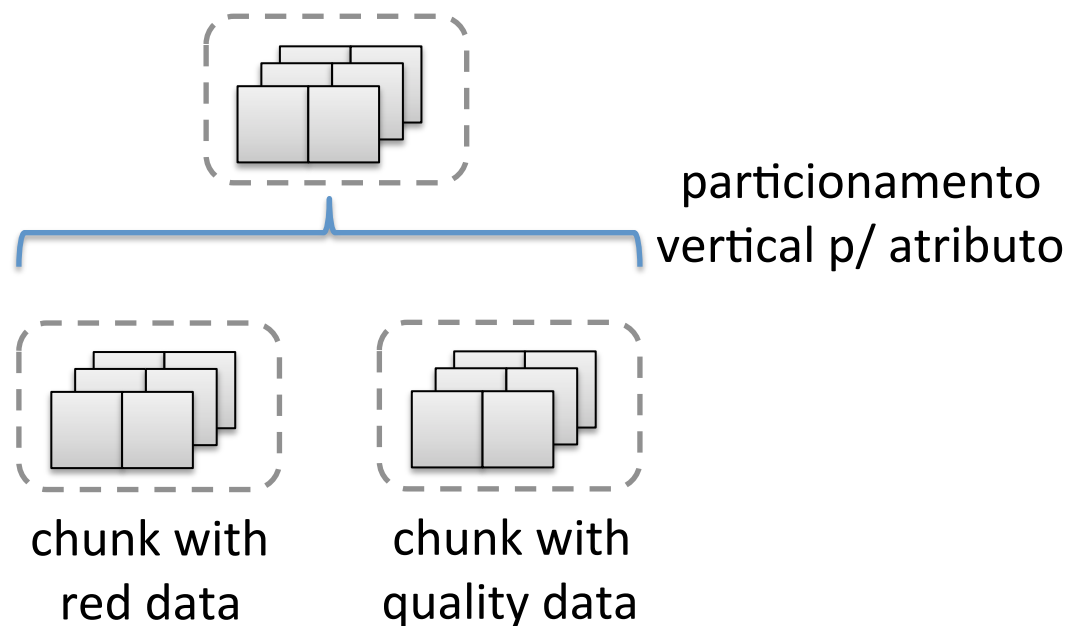 particionamento
vertical p/ atributo
chunk with
red data
chunk with
quality data